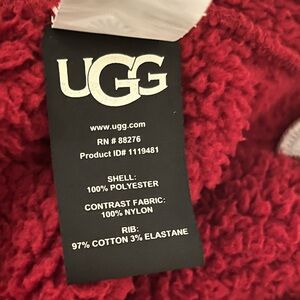 UGG
www.ugg.com
RN # 88276
Product ID# 1119481
SHELL:
100% POLYESTER
CONTRAST FABRIC:
100% NYLON
RIB:
97% COTTON 3% ELASTANE